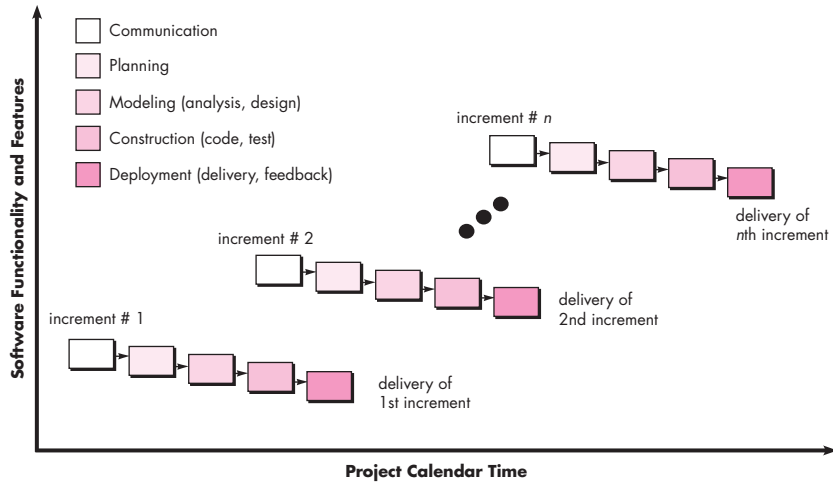 Software Functionality and Features
Communication
Planning
Modeling (analysis, design)
Construction (code, test)
Deployment (delivery, feedback)
increment # n
delivery of
nth increment
increment # 2
delivery of
2nd increment
increment # 1
delivery of
1st increment
Project Calendar Time